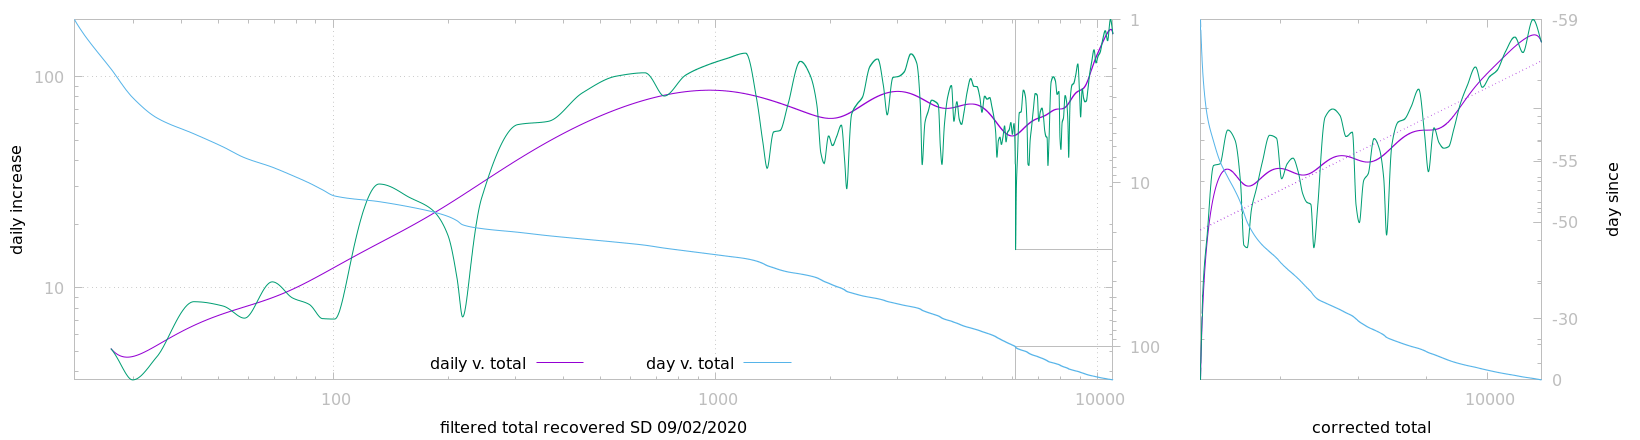 1
-59
100
daily increase
10
-55
-50
day since
10
-30
daily v. total
day v. total
100
0
100
1000
10000
10000
filtered total recovered SD 09/02/2020
corrected total